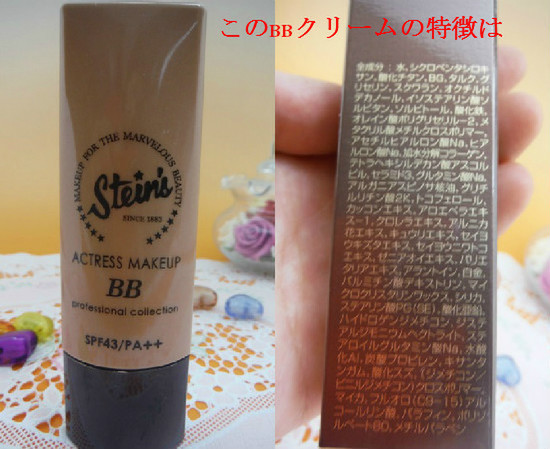 このBBクリームの特徴は
MAKEUP FOR THE MARVELOUS BEAUTY
Stein's
SINCE 1883
ACTRESS MAKEUP
BB
professional collection
SPF43/PA++
全成分：水、シクロペンタシロキ
サン、酸化チタン、BG、タルク、グ
リセリン、スクワラン、オクチルド
デカノール、イソステアリン酸ソ
ルビタン、ソルビトール、酸化鉄、
オレイン酸ポリグリセリル-2、メ
タクリル酸メチルクロスポリマー、
アセチルヒアルロン酸Na、ヒア
ルロン酸Na、加水分解コラーゲン、
テトラヘキシルデカン酸アスコル
ビル、セラミド3、グルタミン酸Na、
アルガニアスピノサ核油、グリチ
ルリチン酸2K、トコフェロール、
カッコンエキス、アロエベラエキ
ス-1、クロレラエキス、アルニカ
花エキス、キュウリエキス、セイヨ
ウキズタエキス、セイヨウニワトコ
エキス、ゼニアオイエキス、パリエ
タリアエキス、アラントイン、白金、
パルミチン酸デキストリン、マイ
クロクリスタリンワックス、シリカ、
ステアリン酸PG(SE)、酸化亜鉛、
ハイドロゲンジメチコン、ジステ
アルジモニウムヘクトライト、ステ
アロイルグルタミン酸Na、水酸
化Al、炭酸プロピレン、キサンタ
ンガム、酸化スズ、(ジメチコン/
ビニルジメチコン)クロスポリマー、
マイカ、フルオロ(C9-15)アル
コールリン酸、パラフィン、ポリソ
ルベート80、メチルパラベン